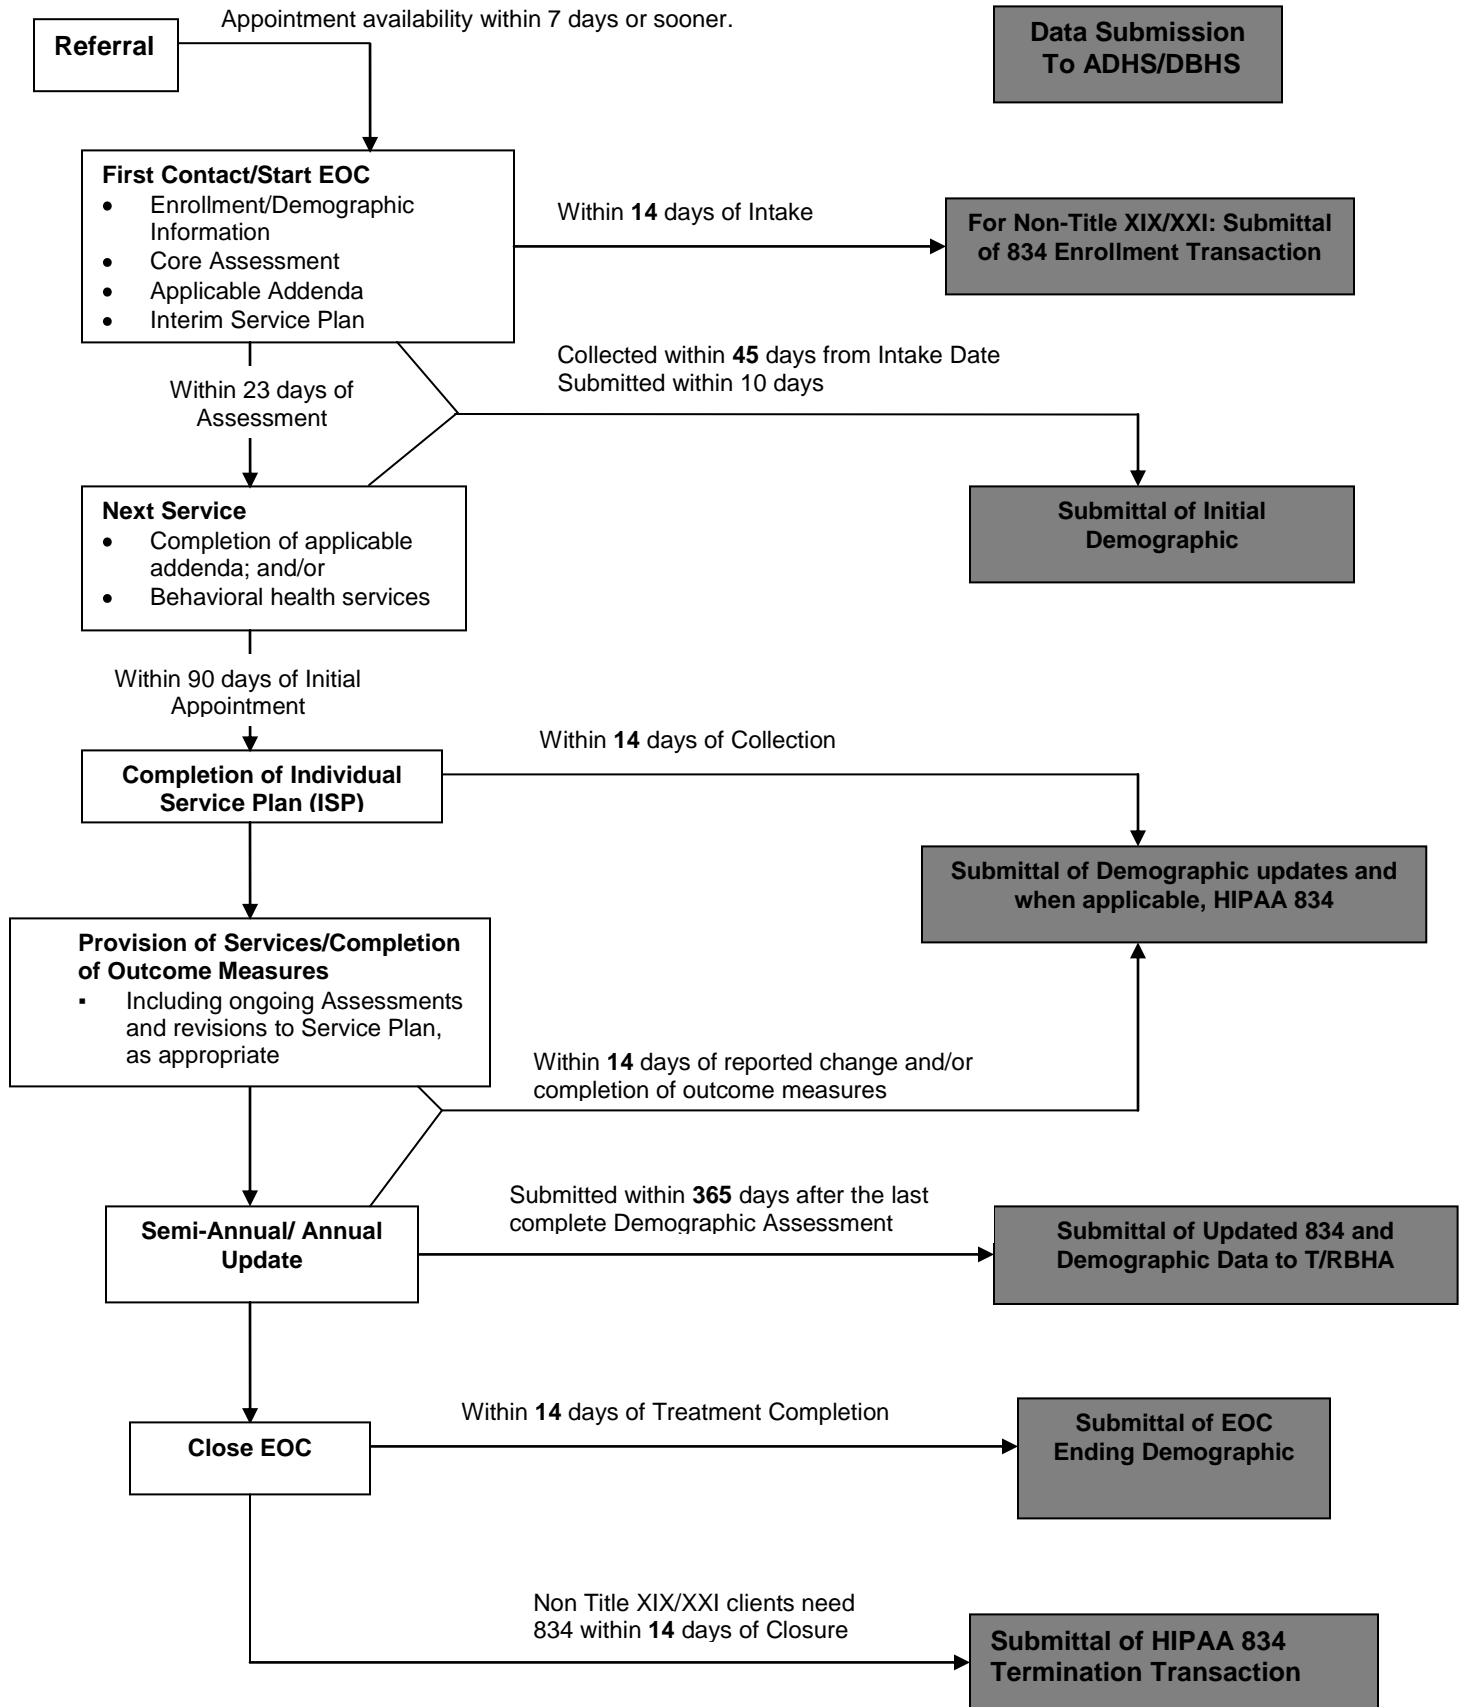 Appointment availability within 7 days or sooner.
Referral
Data Submission
To ADHS/DBHS
First Contact/Start EOC
• Enrollment/Demographic
Information
• Core Assessment
• Applicable Addenda
• Interim Service Plan
Within 14 days of Intake
For Non-Title XIX/XXI: Submittal
of 834 Enrollment Transaction
Collected within 45 days from Intake Date
Submitted within 10 days
Within 23 days of
Assessment
Next Service
• Completion of applicable
addenda; and/or
• Behavioral health services
Submittal of Initial
Demographic
Within 90 days of Initial
Appointment
Within 14 days of Collection
Completion of Individual
Service Plan (ISP)
Submittal of Demographic updates and
when applicable, HIPAA 834
Provision of Services/Completion
of Outcome Measures
▪ Including ongoing Assessments
and revisions to Service Plan,
as appropriate
Within 14 days of reported change and/or
completion of outcome measures
Submitted within 365 days after the last
complete Demographic Assessment
Semi-Annual/ Annual
Update
Submittal of Updated 834 and
Demographic Data to T/RBHA
Within 14 days of Treatment Completion
Close EOC
Submittal of EOC
Ending Demographic
Non Title XIX/XXI clients need
834 within 14 days of Closure
Submittal of HIPAA 834
Termination Transaction